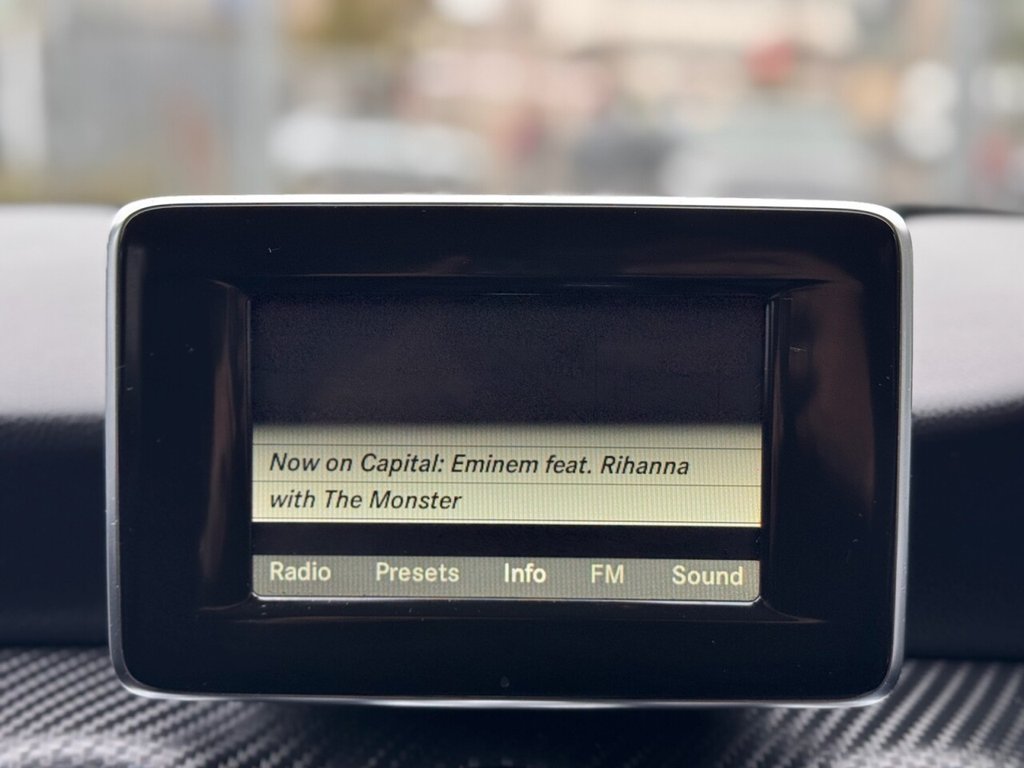 Now on Capital: Eminem feat. Rihanna
with The Monster
Radio Presets Info FM Sound